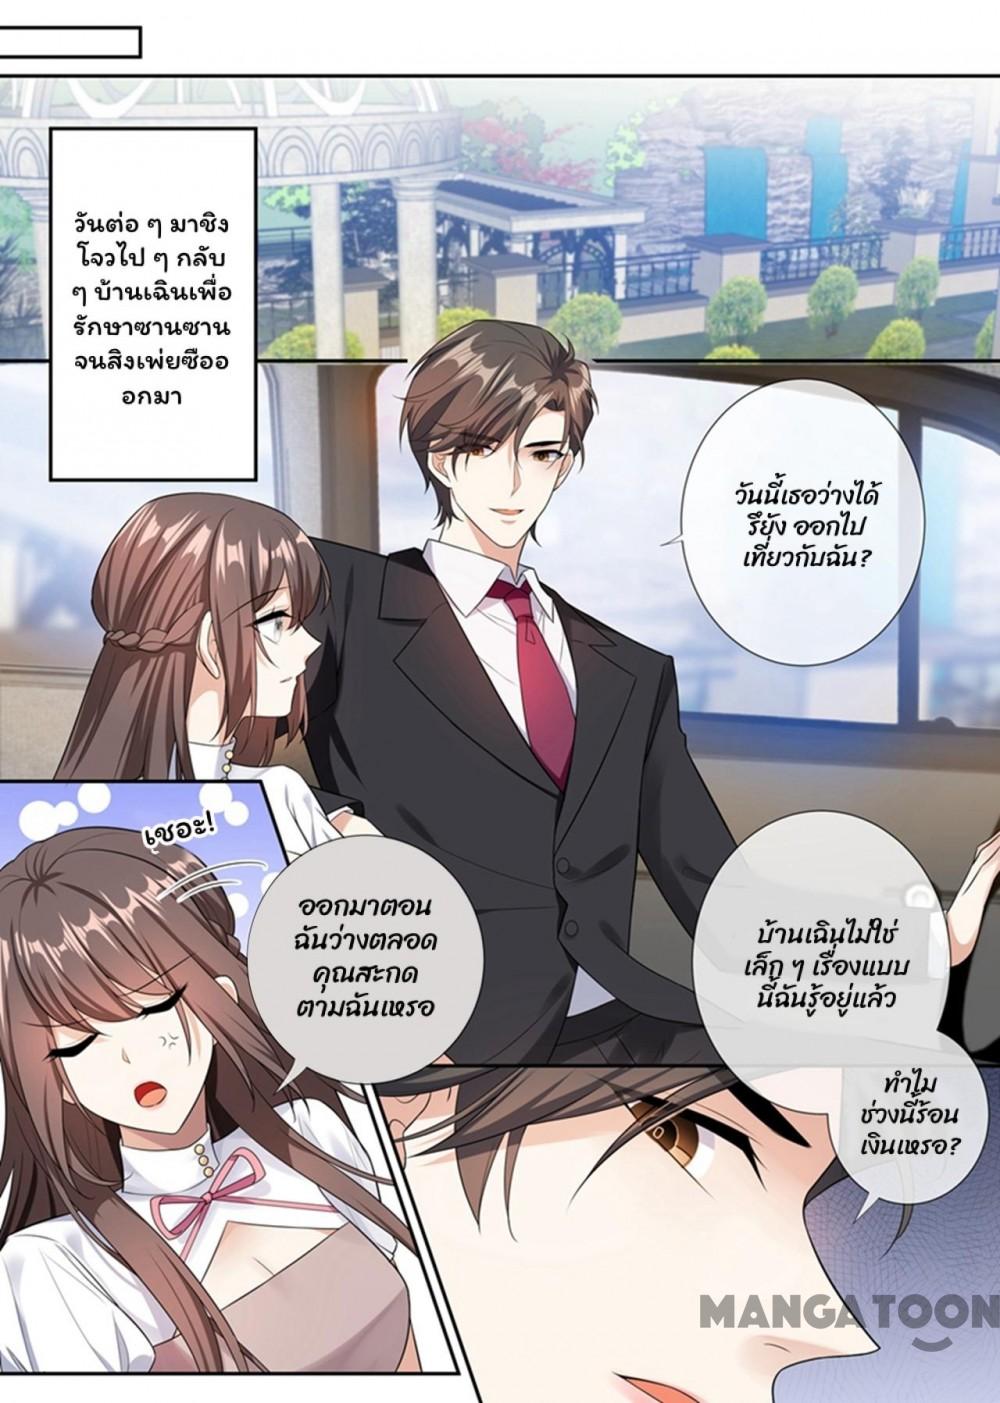 วันต่อ ๆ มาชิง
โจวไป ๆ กลับ
ๆ บ้านเฉินเพื่อ
รักษาซานซาน
จนสิงเพ่ยซืออ
อกมา
วันนี้เธอว่างได้
รึยัง ออกไป
เที่ยวกับฉัน?
เชอะ!
ออกมาตอน
ฉันว่างตลอด
คุณสะกด
ตามฉันเหรอ
บ้านเฉินไม่ใช่
เล็ก ๆ เรื่องแบบ
นี้ฉันรู้อยู่แล้ว
ทำไม
ช่วงนี้ร้อน
เงินเหรอ?
MANGATOON